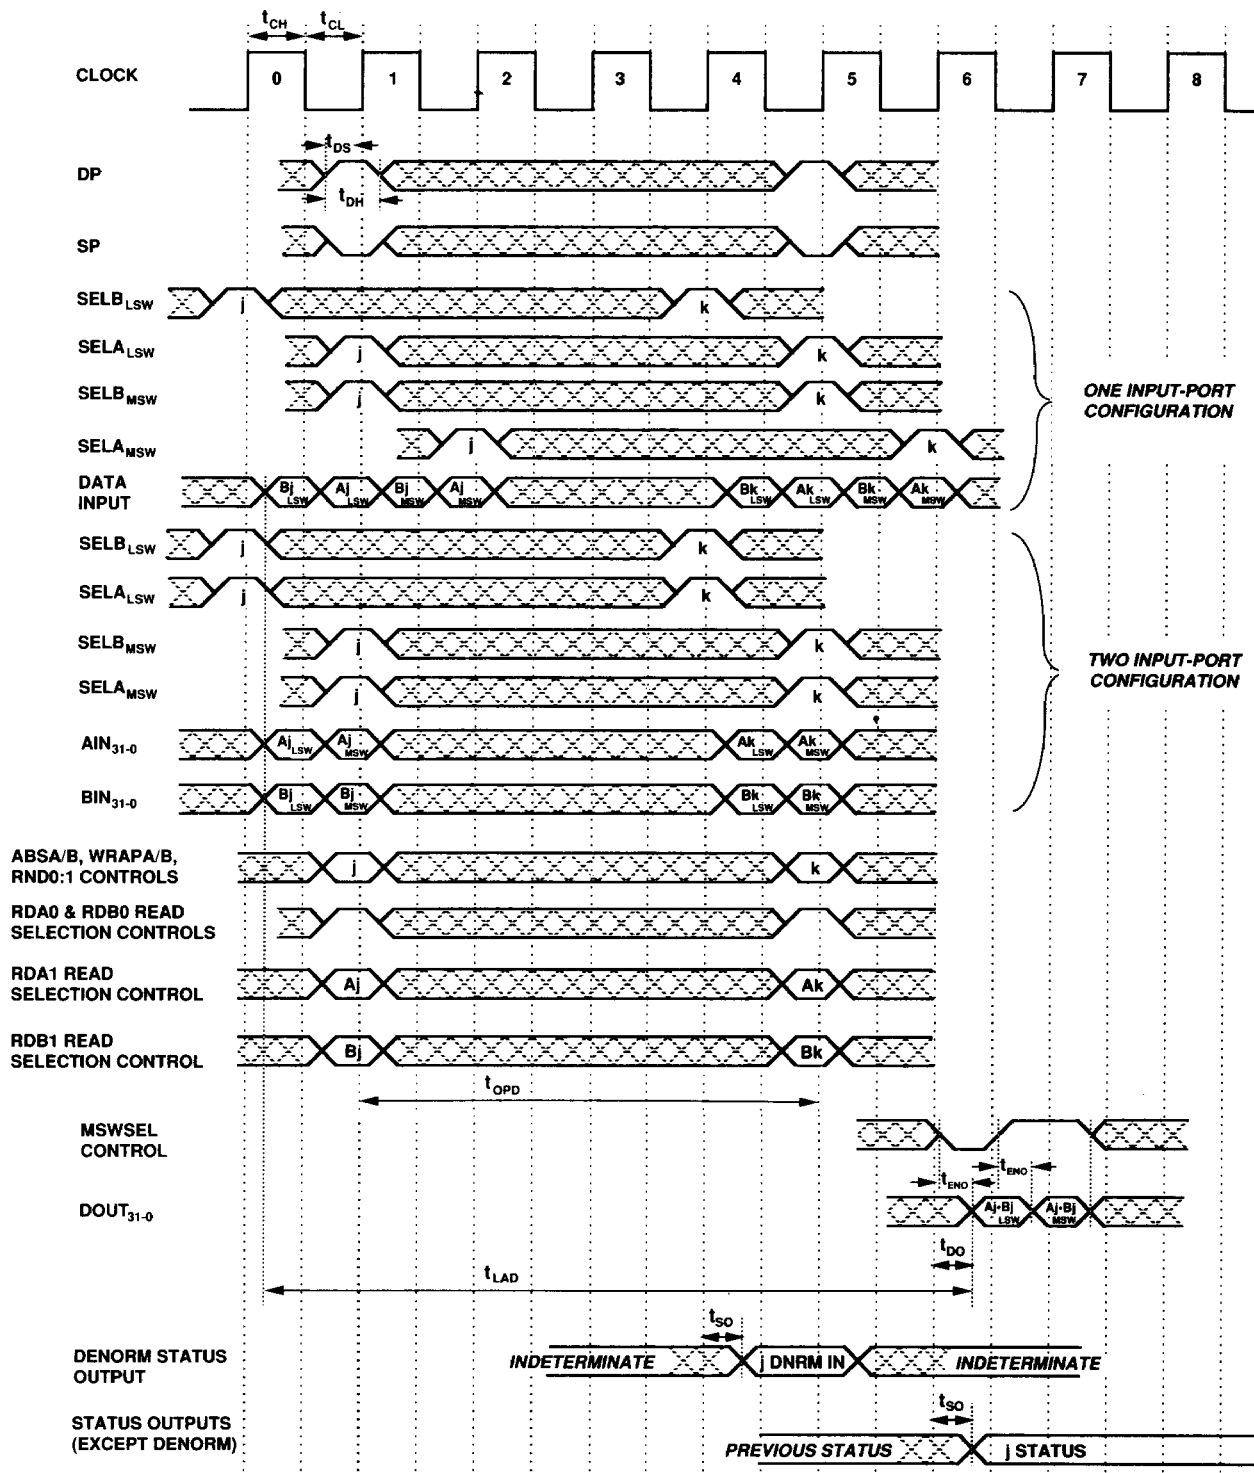 tCH tCL
CLOCK 0 1 2 3 4 5 6 7 8
tDS
DP
tDH
SP
SELBLSW j k
SELALSW j k
SELBMSW j k
ONE INPUT-PORT
CONFIGURATION
SELAMSW j k
DATA
INPUT
BjLSW AjLSW BjMSW AjMSW BkLSW AkLSW BkMSW AkMSW
SELBLSW j k
SELALSW j k
SELBMSW j k
TWO INPUT-PORT
CONFIGURATION
SELAMSW j k
AIN31-0 AjLSW AjMSW AkLSW AkMSW
BIN31-0 BjLSW BjMSW BkLSW BkMSW
ABSA/B, WRAPA/B,
RND0:1 CONTROLS
j k
RDA0 & RDB0 READ
SELECTION CONTROLS
RDA1 READ
SELECTION CONTROL
Aj Ak
RDB1 READ
SELECTION CONTROL
Bj Bk
tOPD
MSWSEL
CONTROL
tENO tENO
DOUT31-0 Aj·BjLSW Aj·BjMSW
tDO
tLAD
tSO
DENORM STATUS
OUTPUT
INDETERMINATE j DNRM IN INDETERMINATE
tSO
STATUS OUTPUTS
(EXCEPT DENORM)
PREVIOUS STATUS j STATUS